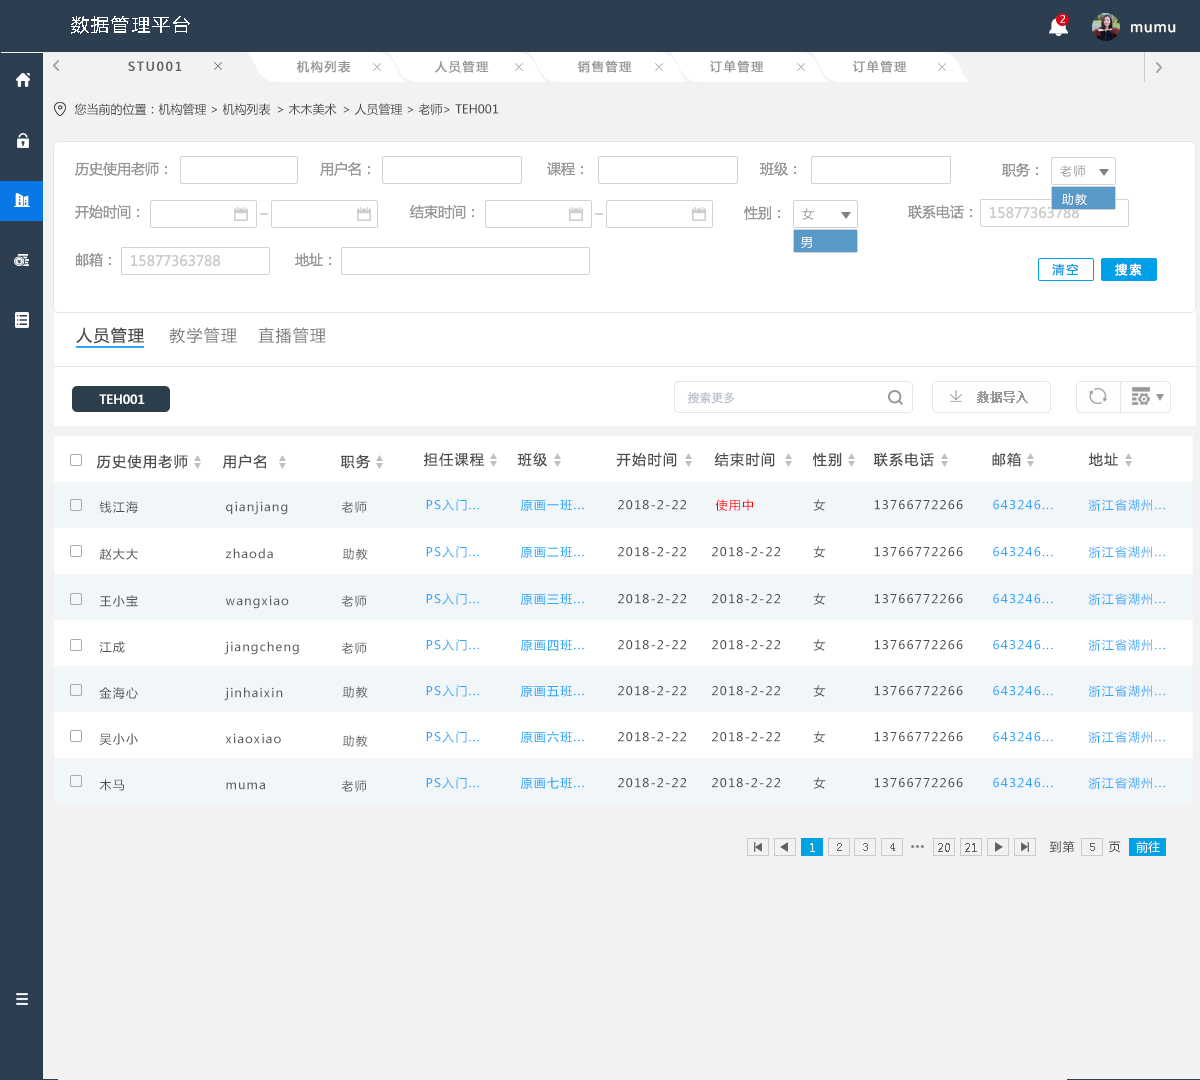 数据管理平台
2
mumu
STU001 × 机构列表 × 人员管理 × 销售管理 × 订单管理 × 订单管理 ×
您当前的位置：机构管理 > 机构列表 > 木木美术 > 人员管理 > 老师> TEH001
历史使用老师： 用户名： 课程： 班级： 职务： 老师
助教
开始时间： – 结束时间： – 性别： 女 联系电话： 15877363788
男
邮箱： 15877363788 地址：
清空 搜索
人员管理 教学管理 直播管理
TEH001 搜索更多 数据导入
历史使用老师 用户名 职务 担任课程 班级 开始时间 结束时间 性别 联系电话 邮箱 地址
钱江海 qianjiang 老师 PS入门... 原画一班... 2018-2-22 使用中 女 13766772266 643246... 浙江省湖州...
赵大大 zhaoda 助教 PS入门... 原画二班... 2018-2-22 2018-2-22 女 13766772266 643246... 浙江省湖州...
王小宝 wangxiao 老师 PS入门... 原画三班... 2018-2-22 2018-2-22 女 13766772266 643246... 浙江省湖州...
江成 jiangcheng 老师 PS入门... 原画四班... 2018-2-22 2018-2-22 女 13766772266 643246... 浙江省湖州...
金海心 jinhaixin 助教 PS入门... 原画五班... 2018-2-22 2018-2-22 女 13766772266 643246... 浙江省湖州...
吴小小 xiaoxiao 助教 PS入门... 原画六班... 2018-2-22 2018-2-22 女 13766772266 643246... 浙江省湖州...
木马 muma 老师 PS入门... 原画七班... 2018-2-22 2018-2-22 女 13766772266 643246... 浙江省湖州...
1 2 3 4 ··· 20 21 到第 5 页 前往